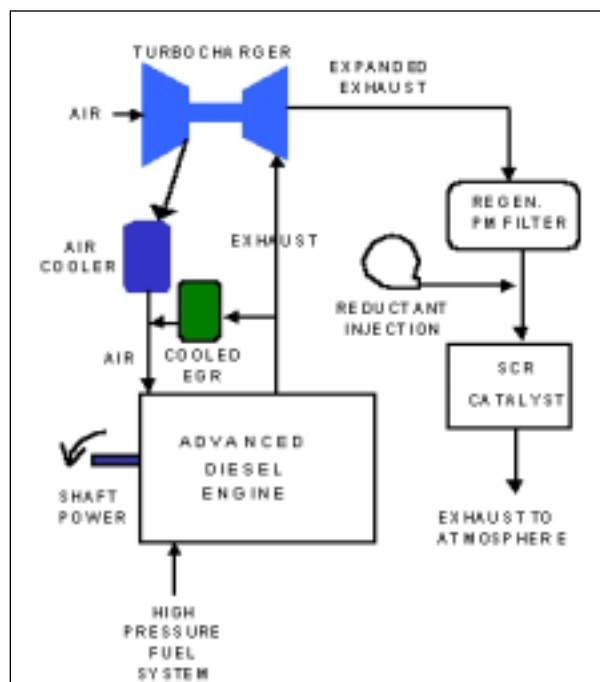 TURBOCHARGER
EXPANDED
EXHAUST
AIR
REGEN.
PM FILTER
AIR
COOLER
EXHAUST
REDUCTANT
INJECTION
AIR
COOLED
EGR
SCR
CATALYST
ADVANCED
DIESEL
ENGINE
SHAFT
POWER
EXHAUST TO
ATMOSPHERE
HIGH
PRESSURE
FUEL
SYSTEM